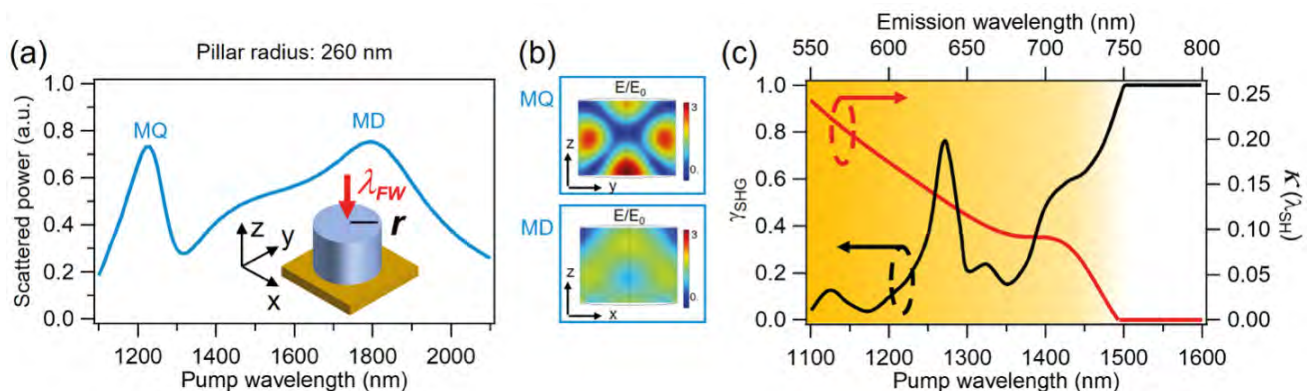 (a)
Pillar radius: 260 nm
Scattered power (a.u.)
1.0
0.8
0.6
0.4
0.2
0.0
MQ
MD
λFW
r
z
y
x
1200 1400 1600 1800 2000
Pump wavelength (nm)
(b)
MQ
E/E0
3
0.
z
y
MD
E/E0
3
0.
z
x
(c)
Emission wavelength (nm)
550 600 650 700 750 800
γSHG
1.0
0.8
0.6
0.4
0.2
0.0
0.25
0.20
0.15
0.10
0.05
0.00
κ (λSH)
1100 1200 1300 1400 1500 1600
Pump wavelength (nm)